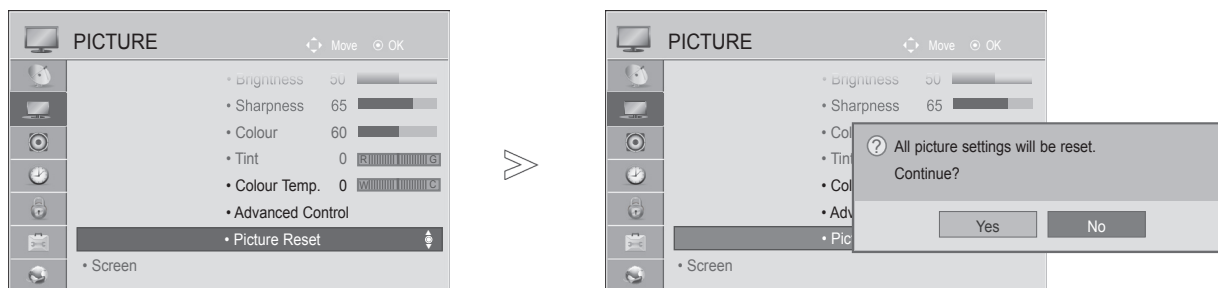 PICTURE
Move OK
• Brightness 50
• Sharpness 65
• Colour 60
• Tint 0 R G
• Colour Temp. 0 W C
• Advanced Control
• Picture Reset
• Screen
PICTURE
Move OK
• Brightness 50
• Sharpness 65
• Col
• Tint
• Col
• Adv
• Pic
• Screen
? All picture settings will be reset.
Continue?
Yes No